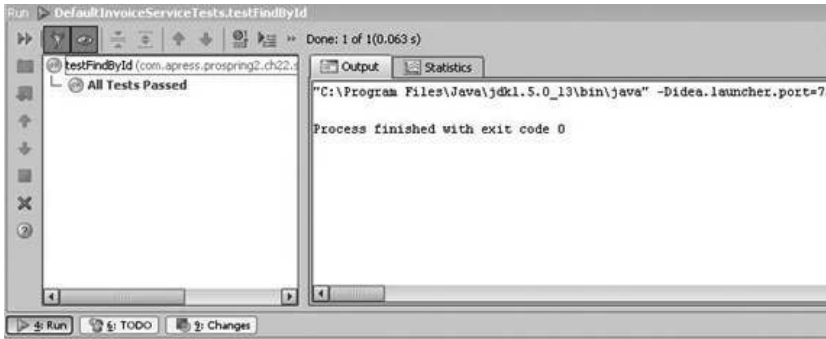 Run DefaultInvoiceServiceTests.testFindById
Done: 1 of 1(0.063 s)
testFindById (com.apress.prospring2.ch22.s
All Tests Passed
Output Statistics
"C:\Program Files\Java\jdk1.5.0_13\bin\java" -Didea.launcher.port=7
Process finished with exit code 0
4: Run 6: TODO 9: Changes